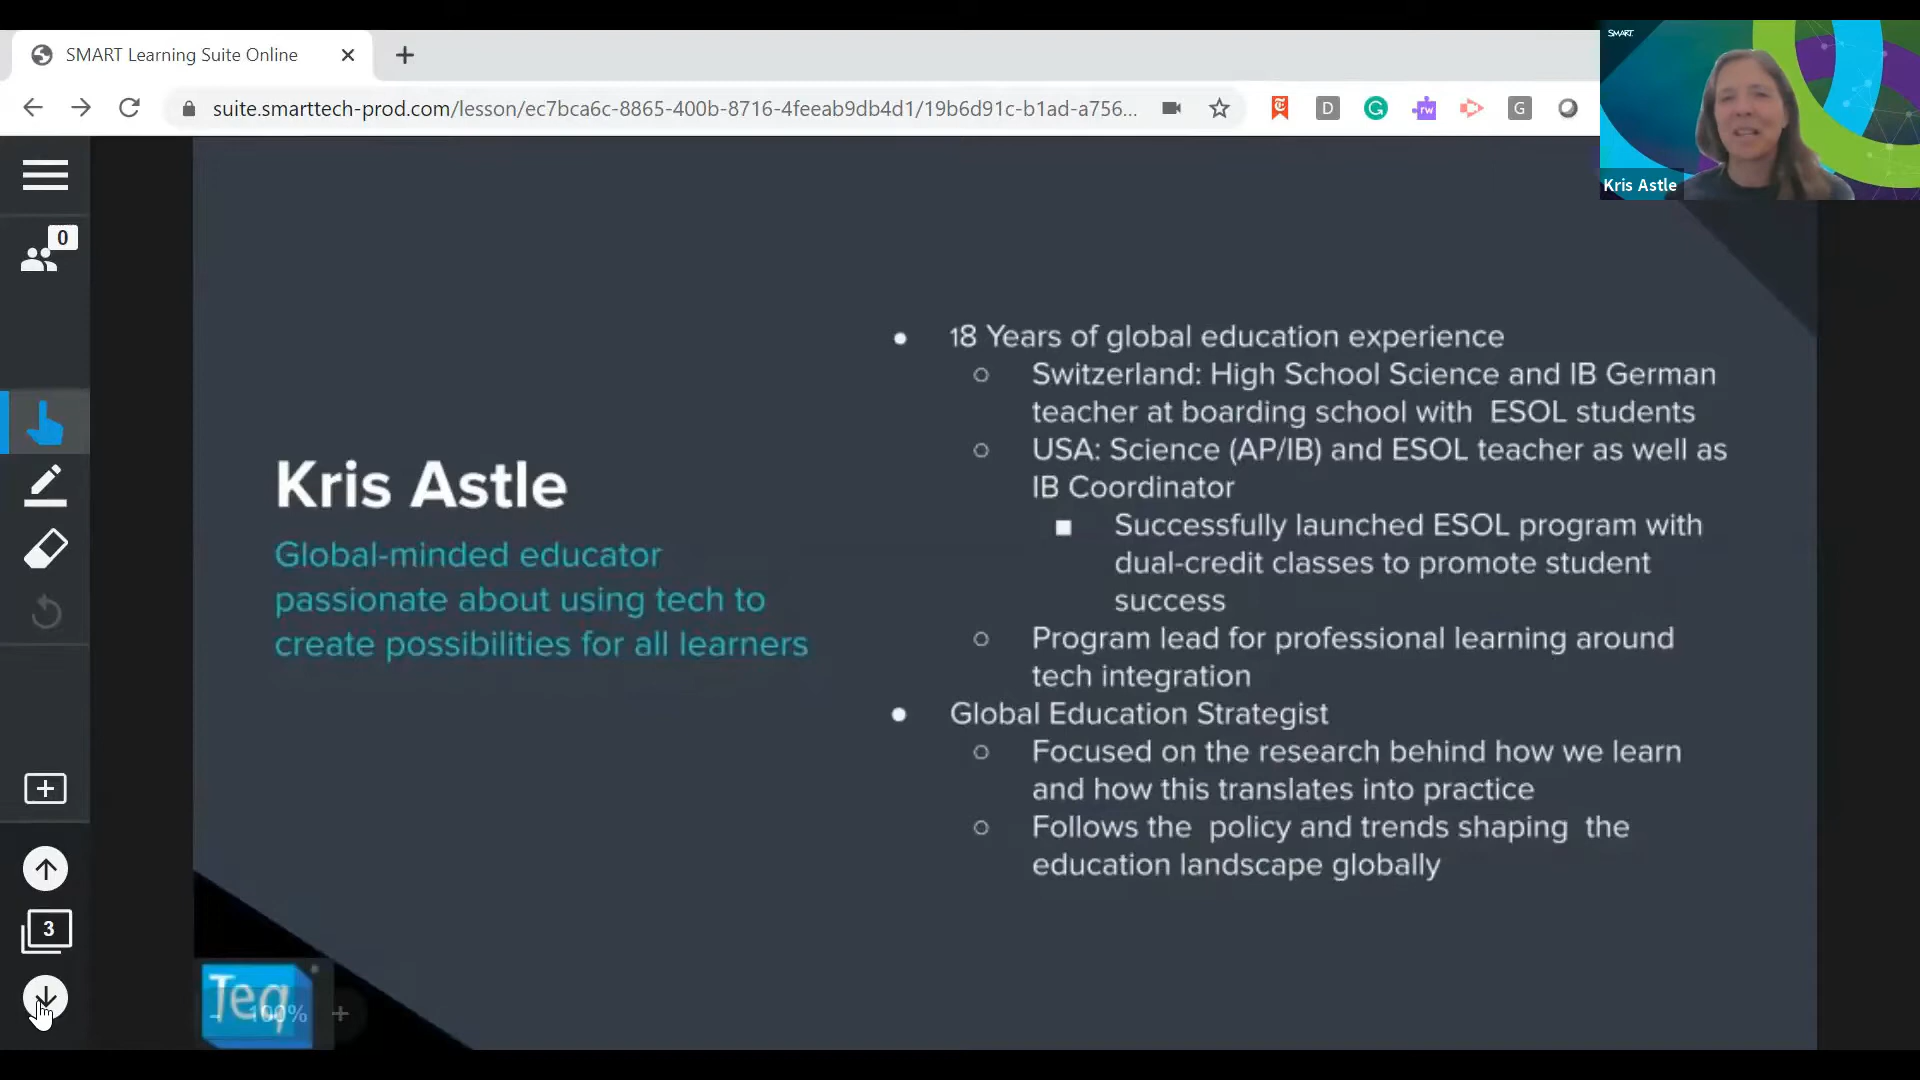 SMART Learning Suite Online
suite.smarttech-prod.com/lesson/ec7bca6c-8865-400b-8716-4feeab9db4d1/19b6d91c-b1ad-a756...
D
G
rw
G
SMART
Kris Astle
0
Kris Astle
Global-minded educator
passionate about using tech to
create possibilities for all learners
18 Years of global education experience
Switzerland: High School Science and IB German
teacher at boarding school with ESOL students
USA: Science (AP/IB) and ESOL teacher as well as
IB Coordinator
Successfully launched ESOL program with
dual-credit classes to promote student
success
Program lead for professional learning around
tech integration
Global Education Strategist
Focused on the research behind how we learn
and how this translates into practice
Follows the policy and trends shaping the
education landscape globally
3
Teq
- 100% +